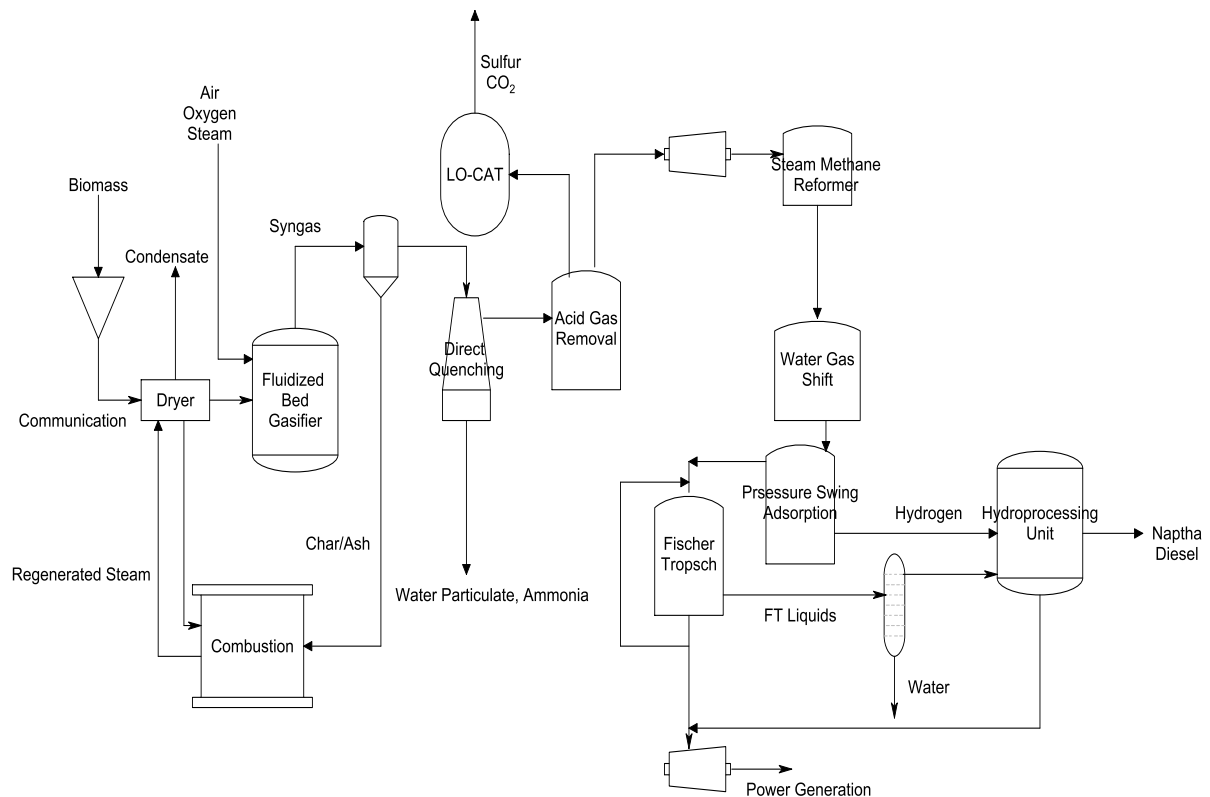 Sulfur
CO₂
Air
Oxygen
Steam
Biomass
LO-CAT
Steam Methane
Reformer
Syngas
Condensate
Acid Gas
Removal
Direct
Quenching
Water Gas
Shift
Fluidized
Bed
Gasifier
Dryer
Communication
Prsessure Swing
Adsorption
Hydrogen
Hydroprocessing
Unit
Naptha
Diesel
Fischer
Tropsch
Char/Ash
Regenerated Steam
Water Particulate, Ammonia
FT Liquids
Combustion
Water
Power Generation